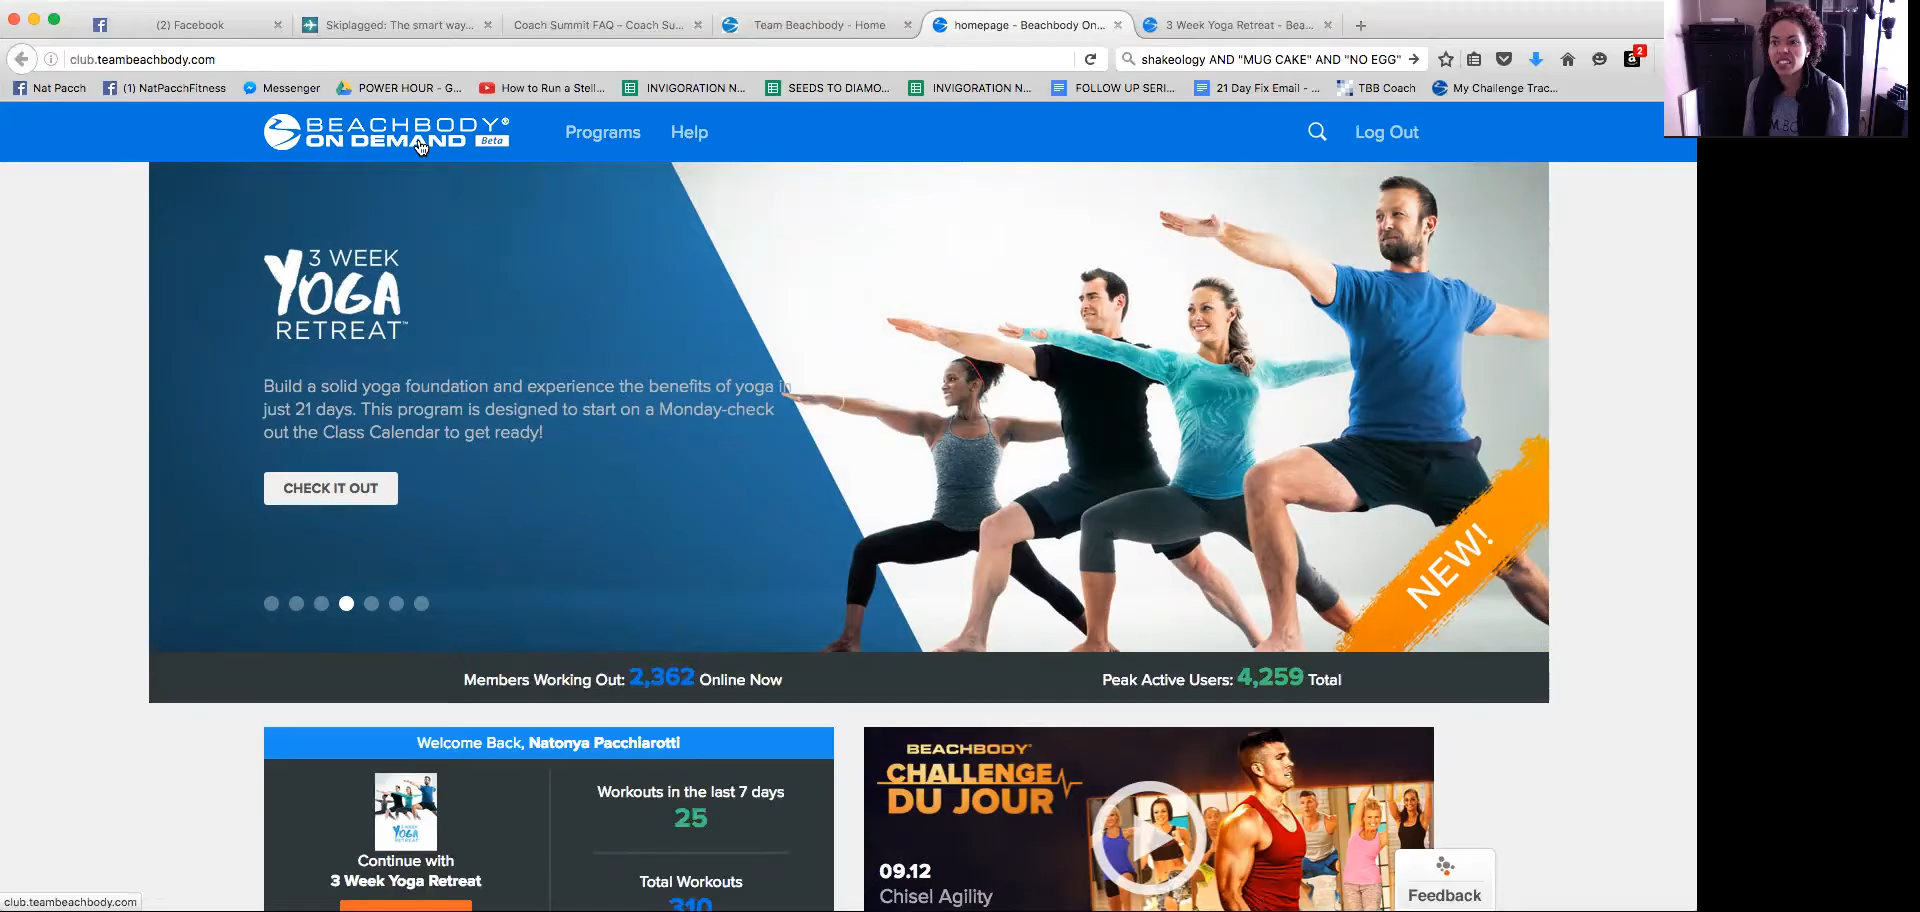 (2) Facebook
Skiplagged: The smart way...
Coach Summit FAQ – Coach Su...
Team Beachbody - Home
homepage - Beachbody On...
3 Week Yoga Retreat - Bea...
club.teambeachbody.com
shakeology AND "MUG CAKE" AND "NO EGG"
2
Nat Pacch
(1) NatPacchFitness
Messenger
POWER HOUR - G...
How to Run a Stell...
INVIGORATION N...
SEEDS TO DIAMO...
INVIGORATION N...
FOLLOW UP SERI...
21 Day Fix Email - ...
TBB Coach
My Challenge Trac...
BEACHBODY®
ON DEMAND Beta
Programs
Help
Log Out
3 WEEK
YOGA
RETREAT™
Build a solid yoga foundation and experience the benefits of yoga in
just 21 days. This program is designed to start on a Monday-check
out the Class Calendar to get ready!
CHECK IT OUT
NEW!
Members Working Out: 2,362 Online Now
Peak Active Users: 4,259 Total
Welcome Back, Natonya Pacchiarotti
3 WEEK
YOGA
RETREAT
Continue with
3 Week Yoga Retreat
Workouts in the last 7 days
25
Total Workouts
310
BEACHBODY®
CHALLENGE
DU JOUR
09.12
Chisel Agility
Feedback
club.teambeachbody.com